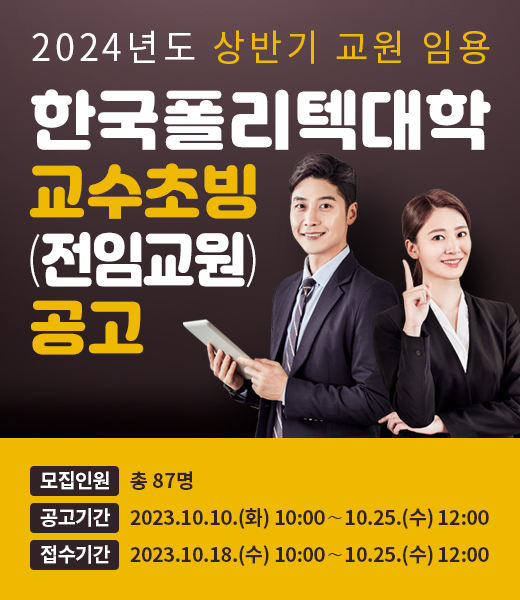 2024년도 상반기 교원 임용
한국폴리텍대학
교수초빙
(전임교원)
공고
모집인원 총 87명
공고기간 2023.10.10.(화) 10:00~10.25.(수) 12:00
접수기간 2023.10.18.(수) 10:00~10.25.(수) 12:00